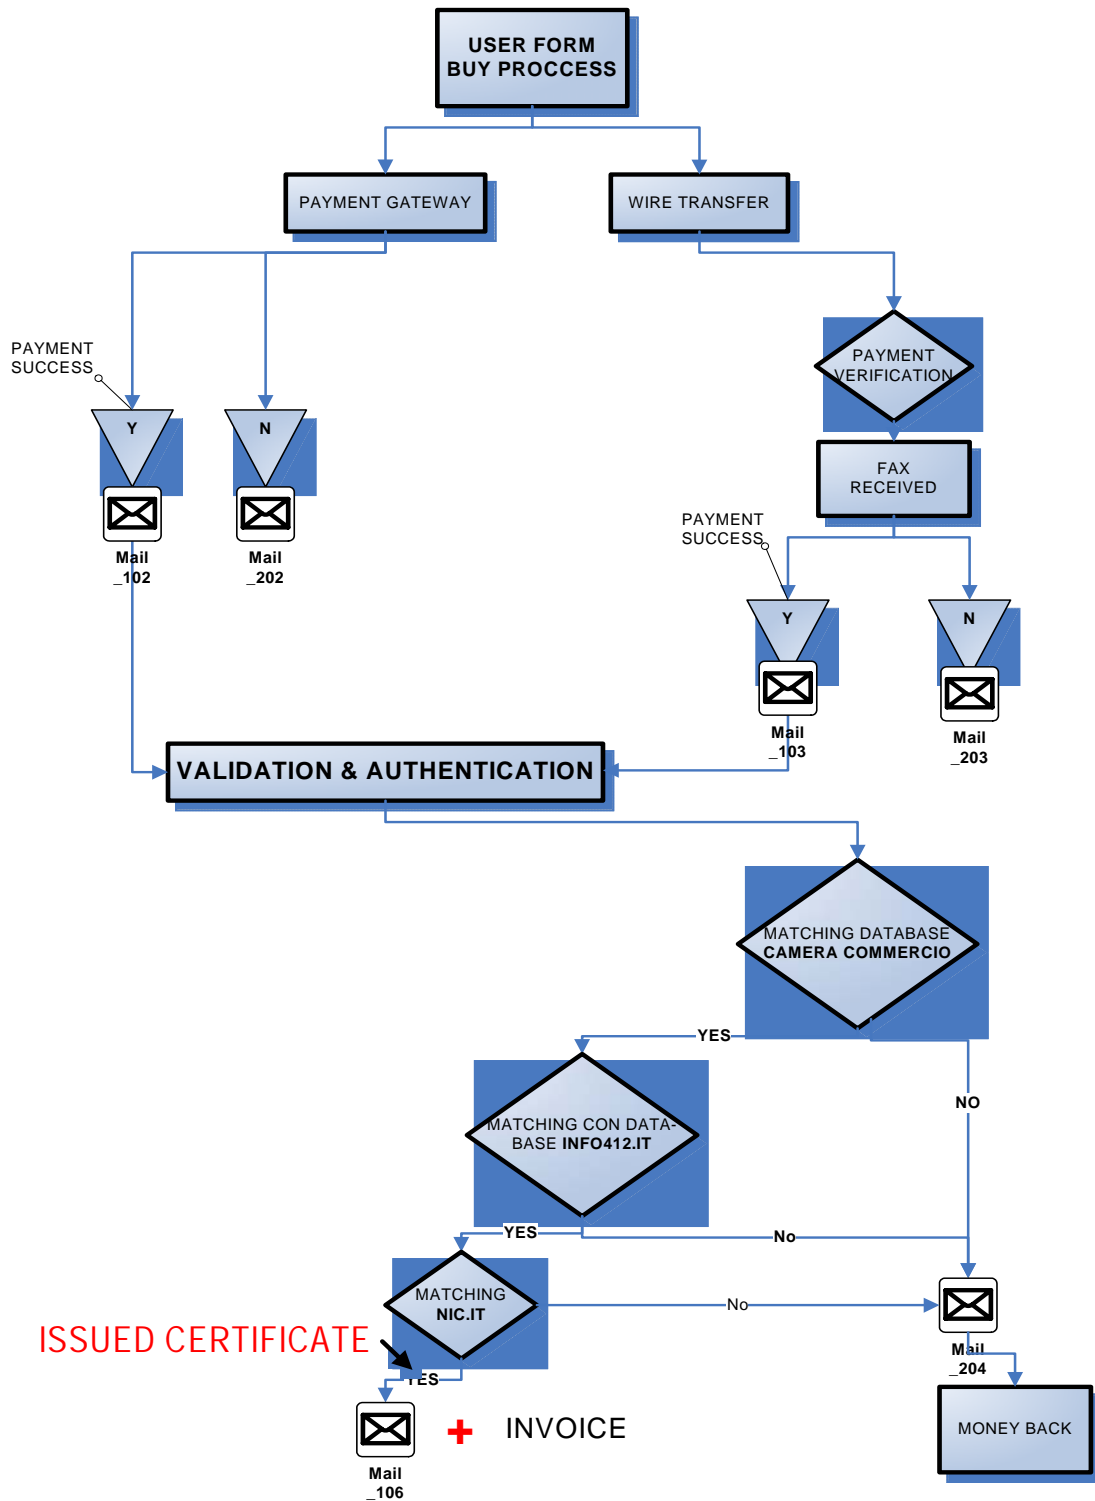 USER FORM
BUY PROCCESS
PAYMENT GATEWAY
WIRE TRANSFER
PAYMENT
SUCCESS
PAYMENT
VERIFICATION
Y
N
FAX
RECEIVED
Mail
_102
Mail
_202
PAYMENT
SUCCESS
Y
N
Mail
_103
Mail
_203
VALIDATION & AUTHENTICATION
MATCHING DATABASE
CAMERA COMMERCIO
YES
NO
MATCHING CON DATA-
BASE INFO412.IT
YES
No
MATCHING
NIC.IT
No
ISSUED CERTIFICATE
YES
Mail
_204
MONEY BACK
+ INVOICE
Mail
_106